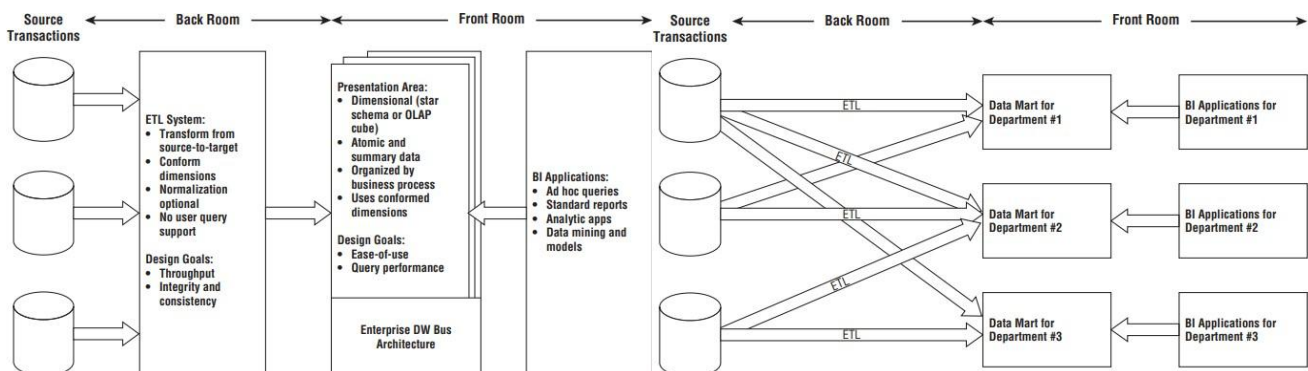 Source
Transactions
Back Room
Front Room
ETL System:
• Transform from
source-to-target
• Conform
dimensions
• Normalization
optional
• No user query
support
Design Goals:
• Throughput
• Integrity and
consistency
Presentation Area:
• Dimensional (star
schema or OLAP
cube)
• Atomic and
summary data
• Organized by
business process
• Uses conformed
dimensions
Design Goals:
• Ease-of-use
• Query performance
Enterprise DW Bus
Architecture
BI Applications:
• Ad hoc queries
• Standard reports
• Analytic apps
• Data mining and
models
Source
Transactions
Back Room
Front Room
ETL
ETL
ETL
ETL
ETL
ETL
Data Mart for
Department #1
BI Applications for
Department #1
Data Mart for
Department #2
BI Applications for
Department #2
Data Mart for
Department #3
BI Applications for
Department #3